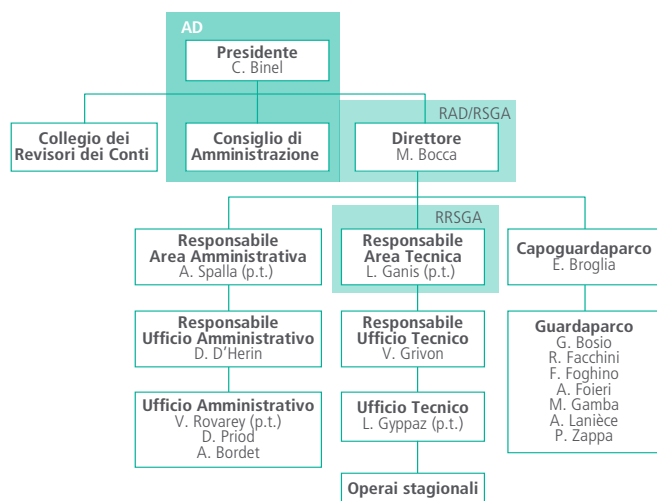 AD
Presidente
C. Binel
RAD/RSGA
Collegio dei
Revisori dei Conti
Consiglio di
Amministrazione
Direttore
M. Bocca
RRSGA
Responsabile
Area Amministrativa
A. Spalla (p.t.)
Responsabile
Area Tecnica
L. Ganis (p.t.)
Capoguardaparco
E. Broglia
Responsabile
Ufficio Amministrativo
D. D'Herin
Responsabile
Ufficio Tecnico
V. Grivon
Guardaparco
G. Bosio
R. Facchini
F. Foghino
A. Foieri
M. Gamba
A. Lanièce
P. Zappa
Ufficio Amministrativo
V. Rovarey (p.t.)
D. Priod
A. Bordet
Ufficio Tecnico
L. Gyppaz (p.t.)
Operai stagionali